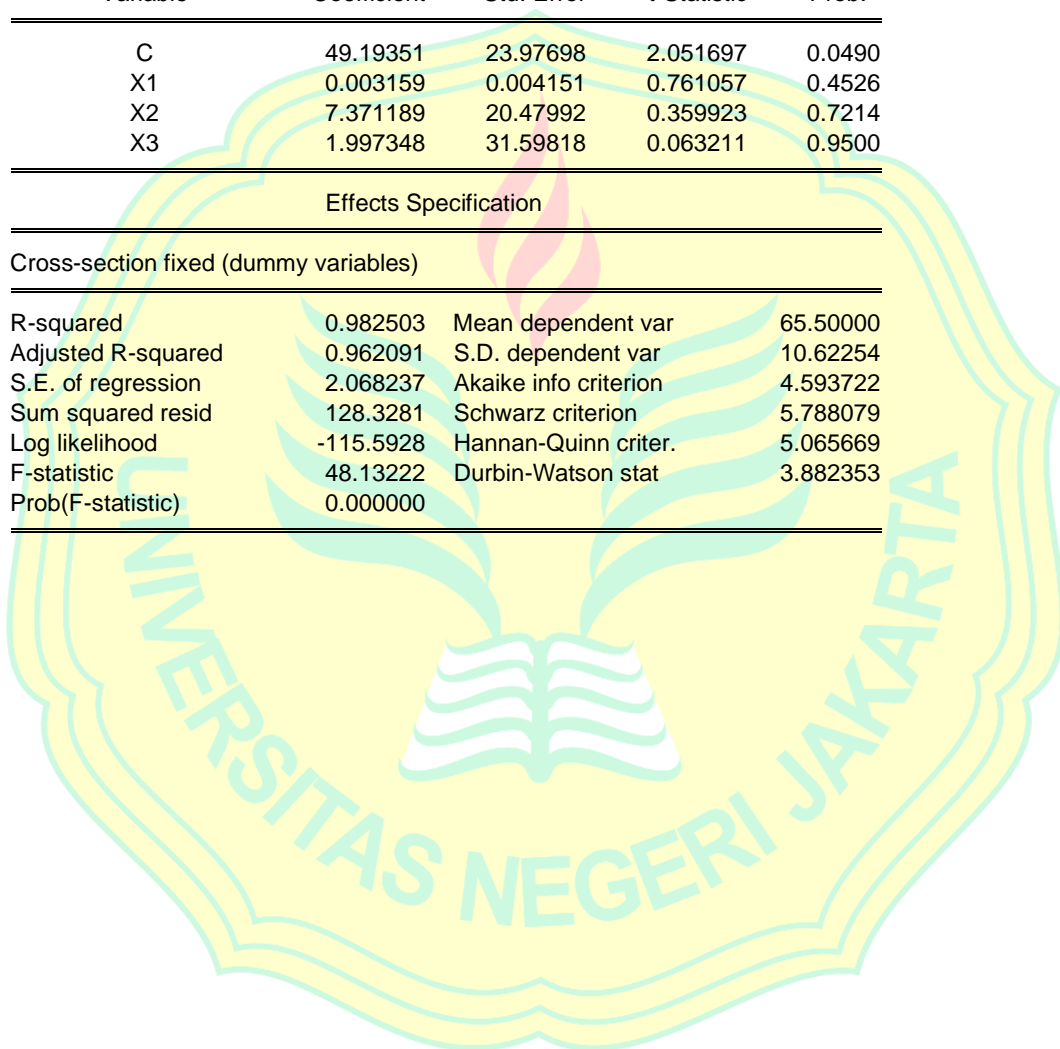 C 49.19351 23.97698 2.051697 0.0490
X1 0.003159 0.004151 0.761057 0.4526
X2 7.371189 20.47992 0.359923 0.7214
X3 1.997348 31.59818 0.063211 0.9500
Effects Specification
Cross-section fixed (dummy variables)
R-squared 0.982503 Mean dependent var 65.50000
Adjusted R-squared 0.962091 S.D. dependent var 10.62254
S.E. of regression 2.068237 Akaike info criterion 4.593722
Sum squared resid 128.3281 Schwarz criterion 5.788079
Log likelihood -115.5928 Hannan-Quinn criter. 5.065669
F-statistic 48.13222 Durbin-Watson stat 3.882353
Prob(F-statistic) 0.000000
UNIVERSITAS NEGERI JAKARTA